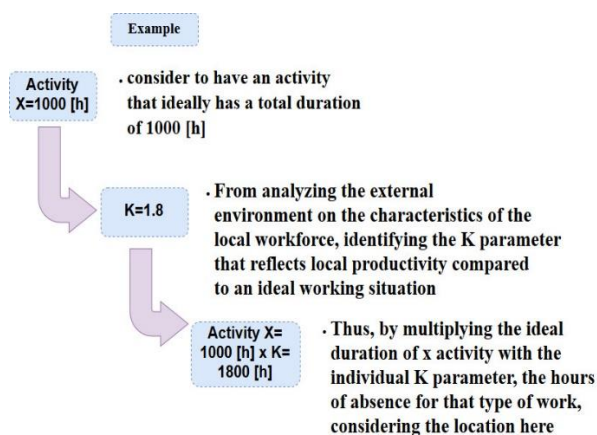 Example
Activity
X=1000 [h]
. consider to have an activity
that ideally has a total duration
of 1000 [h]
K=1.8
. From analyzing the external
environment on the characteristics of the
local workforce, identifying the K parameter
that reflects local productivity compared
to an ideal working situation
Activity X=
1000 [h] x K=
1800 [h]
. Thus, by multiplying the ideal
duration of x activity with the
individual K parameter, the hours
of absence for that type of work,
considering the location here